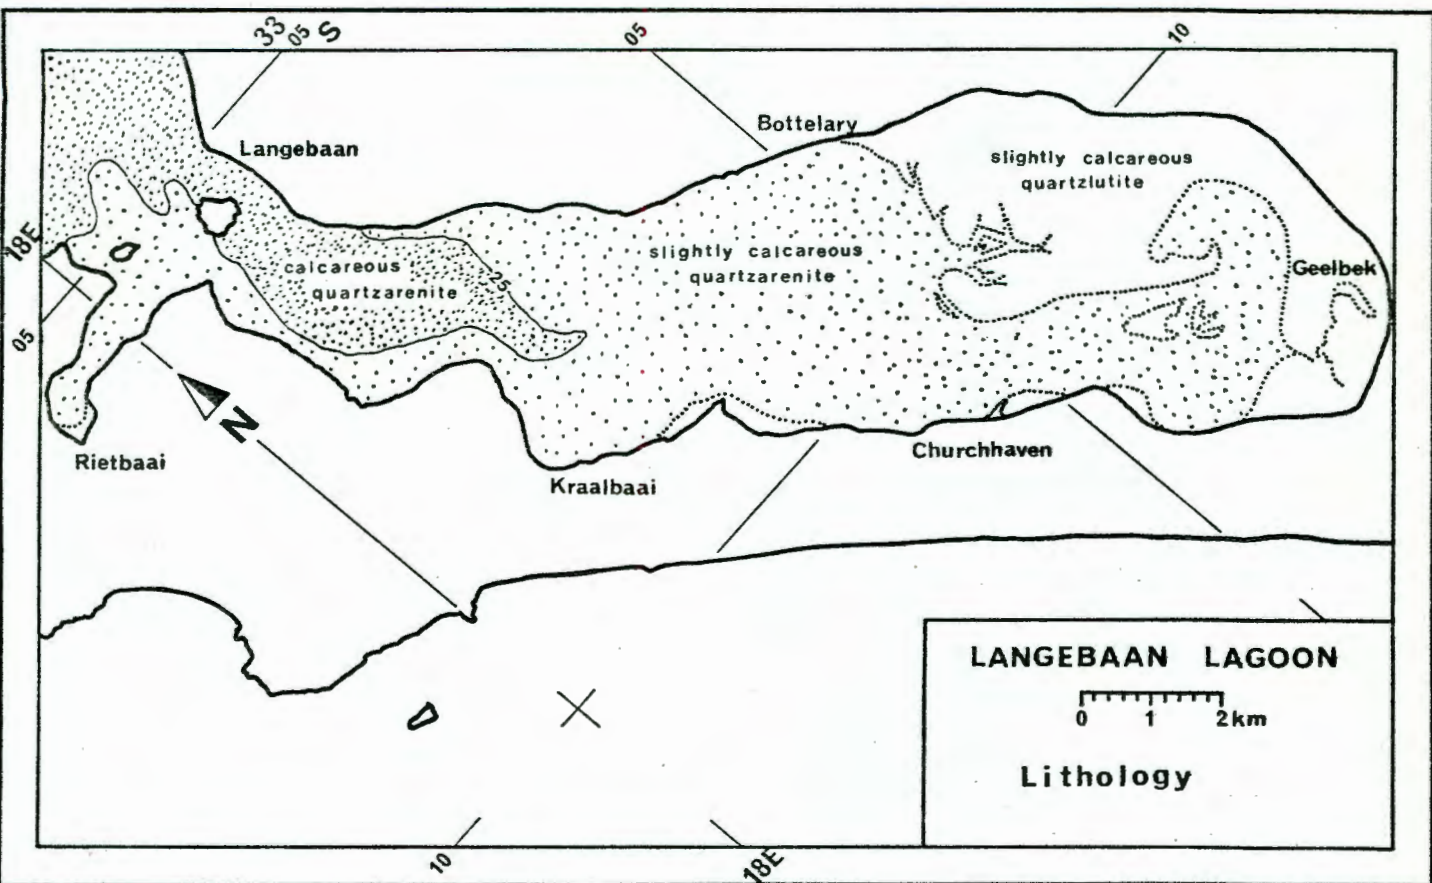 33 05 S
05
10
Bottelary
Langebaan
slightly calcareous
quartzlutite
18E
slightly calcareous
quartzarenite
calcareous
quartzarenite
25
Geelbek
05
N
Rietbaai
Kraalbaai
Churchhaven
LANGEBAAN LAGOON
0 1 2km
Lithology
10
18E